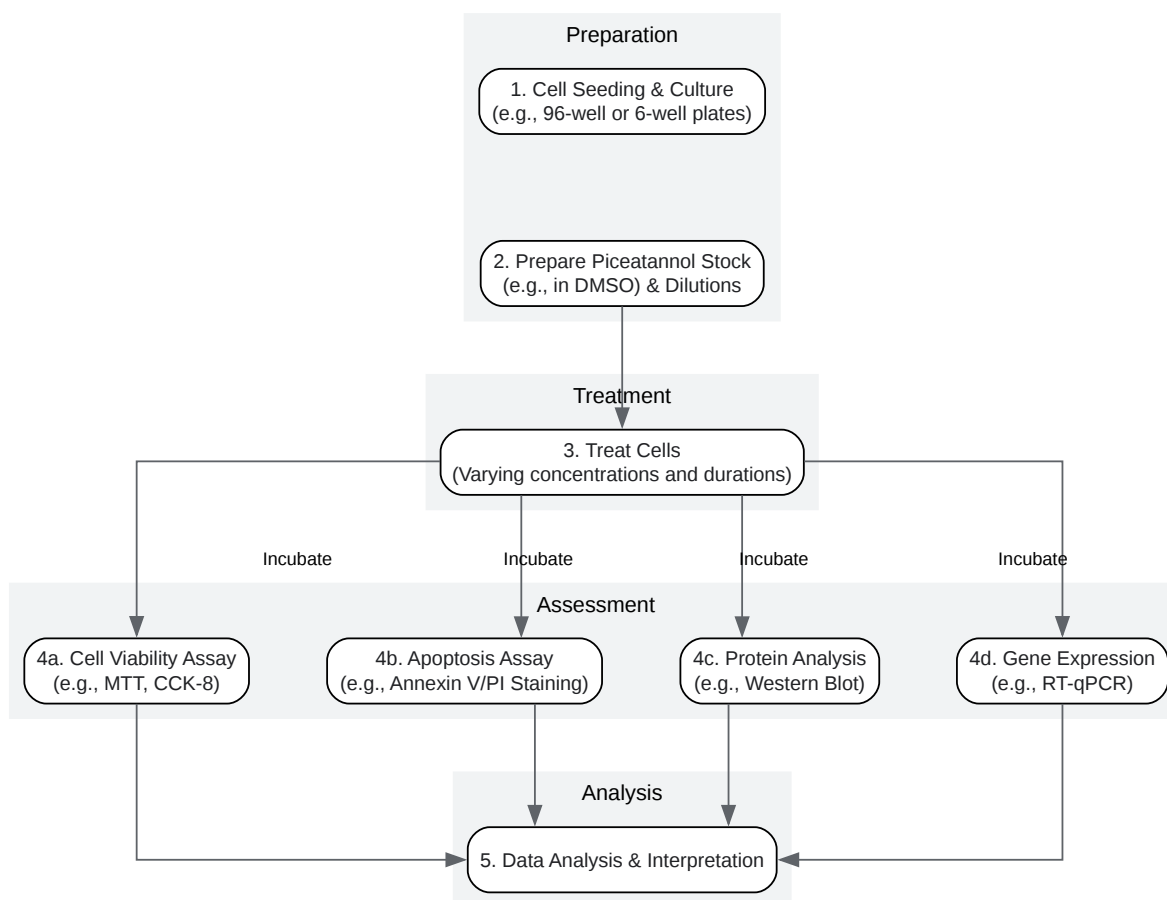 Preparation
1. Cell Seeding & Culture
(e.g., 96-well or 6-well plates)
2. Prepare Piceatannol Stock
(e.g., in DMSO) & Dilutions
Treatment
3. Treat Cells
(Varying concentrations and durations)
Incubate
Incubate
Incubate
Incubate
Assessment
4a. Cell Viability Assay
(e.g., MTT, CCK-8)
4b. Apoptosis Assay
(e.g., Annexin V/PI Staining)
4c. Protein Analysis
(e.g., Western Blot)
4d. Gene Expression
(e.g., RT-qPCR)
Analysis
5. Data Analysis & Interpretation